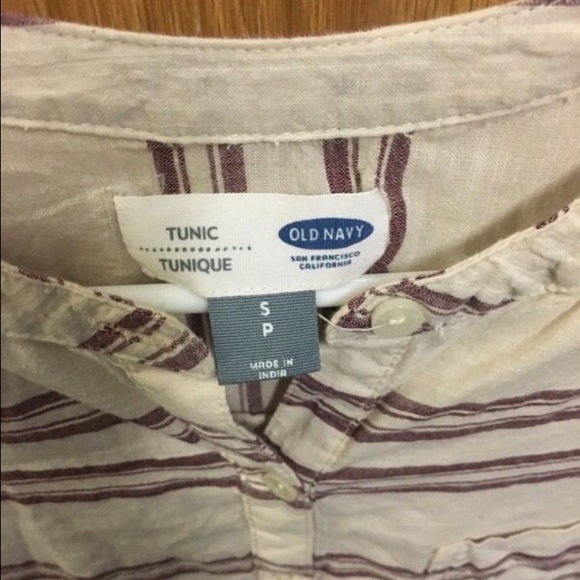 TUNIC
TUNIQUE
OLD NAVY
SAN FRANCISCO
CALIFORNIA
S
P
MADE IN
INDIA